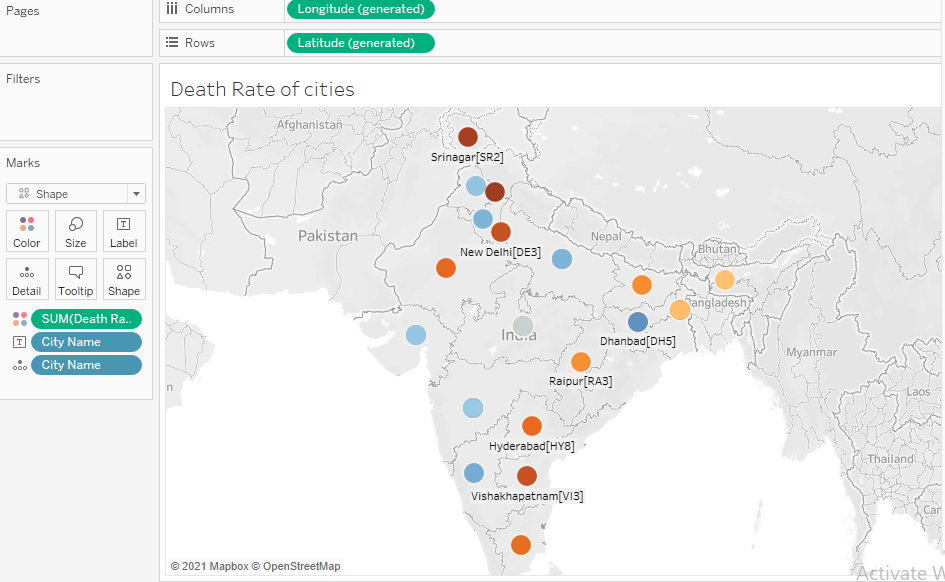 Pages
Columns
Longitude (generated)
Rows
Latitude (generated)
Filters
Marks
Shape
Color
Size
Label
Detail
Tooltip
Shape
SUM(Death Ra..
City Name
City Name
Death Rate of cities
Afghanistan
Srinagar[SR2]
Pakistan
New Delhi[DE3]
Nepal
Bhutan
Bangladesh
India
Dhanbad[DH5]
Myanmar
Raipur[RA3]
Laos
Hyderabad[HY8]
Thailand
Vishakhapatnam[VI3]
© 2021 Mapbox © OpenStreetMap
Activate W